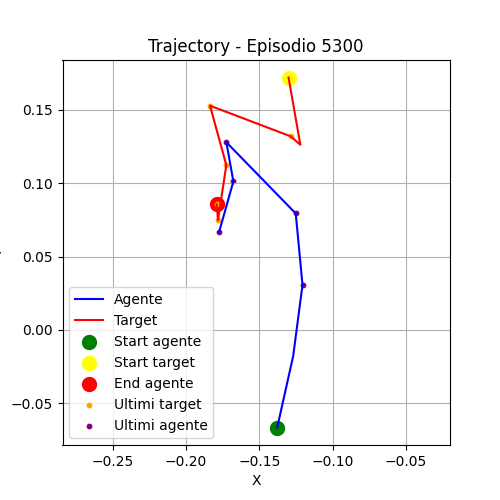 Trajectory - Episodio 5300
0.15
0.10
0.05
0.00
−0.05
Agente
Target
Start agente
Start target
End agente
Ultimi target
Ultimi agente
−0.25 −0.20 −0.15 −0.10 −0.05
X